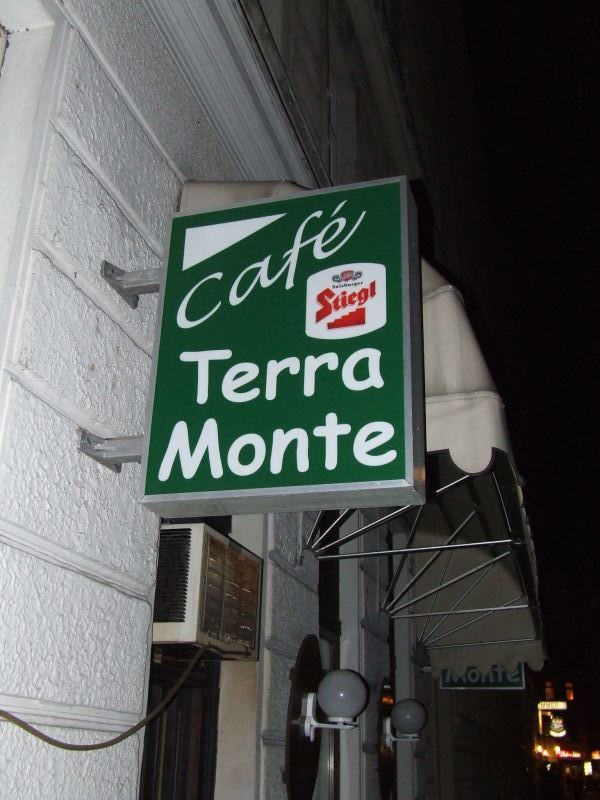 Café
Salzburger
Stiegl
Terra
Monte
Monte